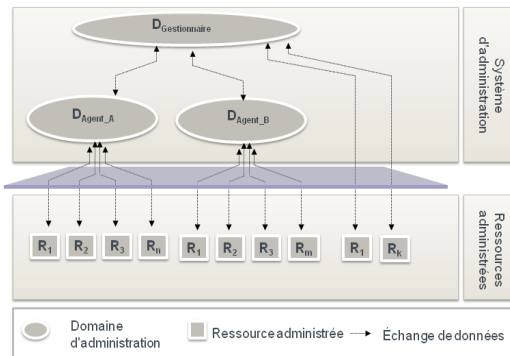 DGestionnaire
DAgent_A
DAgent_B
Système
d'administration
R1 R2 R3 Rn R1 R2 R3 Rm R1 Rk
Ressources
administrées
Domaine
d'administration
Ressource administrée
Échange de données